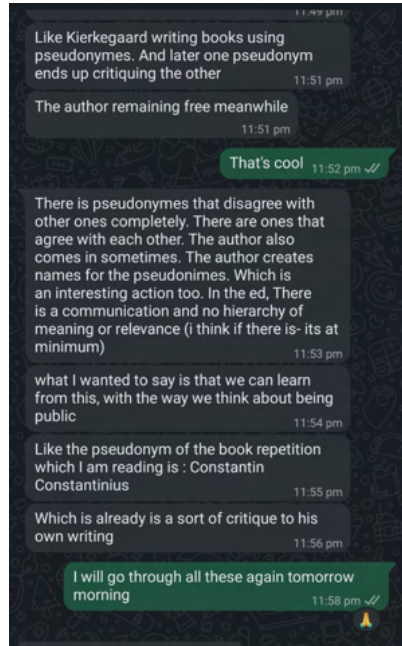 11:49 pm
Like Kierkegaard writing books using
pseudonymes. And later one pseudonym
ends up critiquing the other
11:51 pm
The author remaining free meanwhile
11:51 pm
That's cool 11:52 pm
There is pseudonymes that disagree with
other ones completely. There are ones that
agree with each other. The author also
comes in sometimes. The author creates
names for the pseudonimes. Which is
an interesting action too. In the ed, There
is a communication and no hierarchy of
meaning or relevance (i think if there is- its at
minimum)
11:53 pm
what I wanted to say is that we can learn
from this, with the way we think about being
public
11:54 pm
Like the pseudonym of the book repetition
which I am reading is : Constantin
Constantinius
11:55 pm
Which is already is a sort of critique to his
own writing
11:56 pm
I will go through all these again tomorrow
morning
11:58 pm